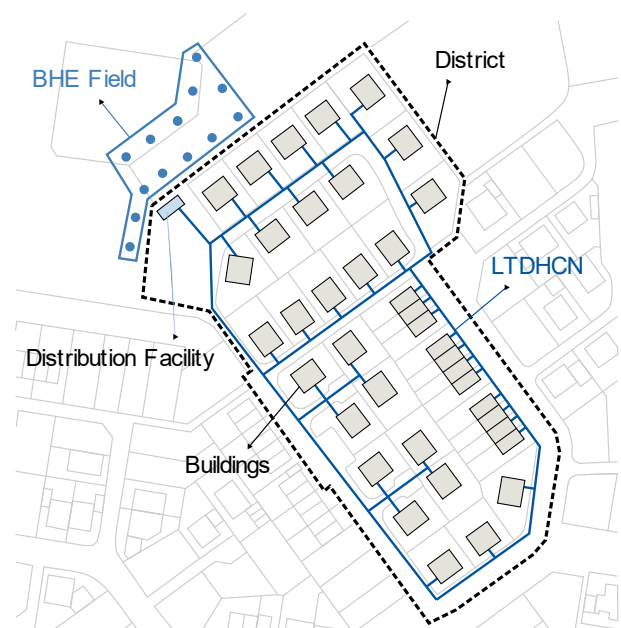 District
BHE Field
LTDHCN
Distribution Facility
Buildings